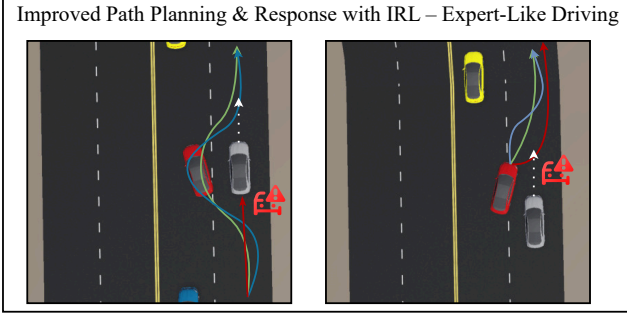 Improved Path Planning & Response with IRL – Expert-Like Driving